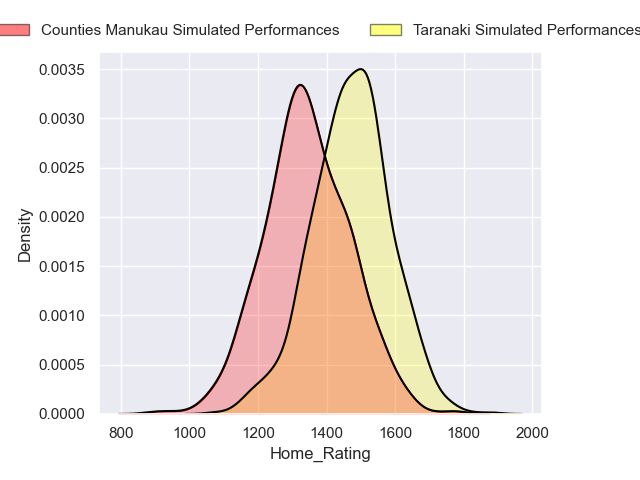 Counties Manukau Simulated Performances
Taranaki Simulated Performances
0.0035
0.0030
0.0025
0.0020
0.0015
0.0010
0.0005
0.0000
Density
800 1000 1200 1400 1600 1800 2000
Home_Rating